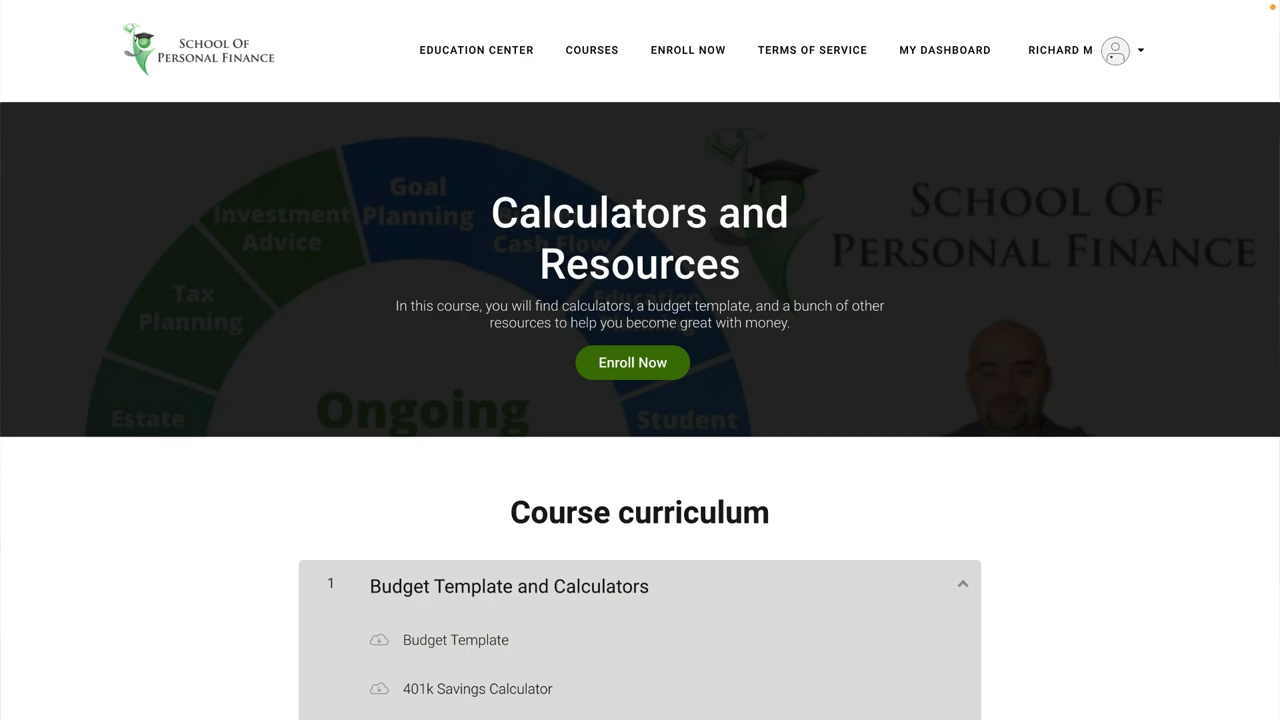 School Of
Personal Finance
EDUCATION CENTER
COURSES
ENROLL NOW
TERMS OF SERVICE
MY DASHBOARD
RICHARD M
Goal
Planning
Investment
Advice
Cash Flow
Tax
Planning
Education
Estate
Ongoing
Student
School Of
Personal Finance
Calculators and
Resources
In this course, you will find calculators, a budget template, and a bunch of other
resources to help you become great with money.
Enroll Now
Course curriculum
1
Budget Template and Calculators
Budget Template
401k Savings Calculator